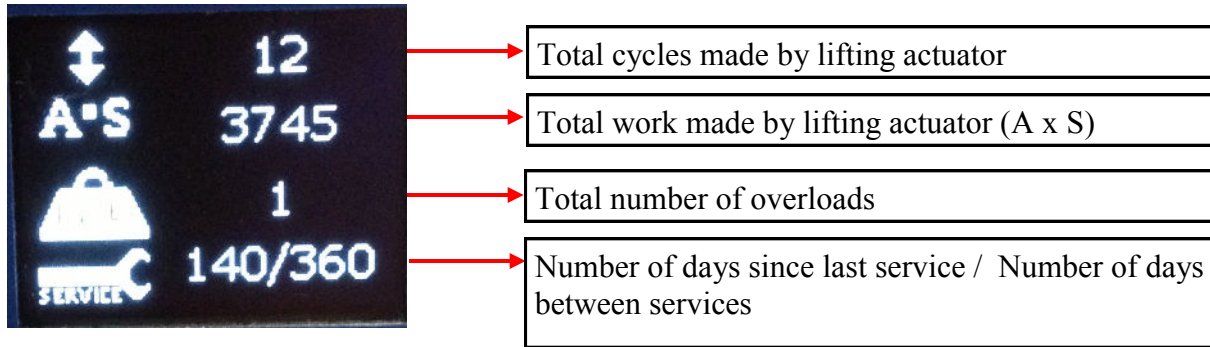 12
Total cycles made by lifting actuator
A▪S 3745
Total work made by lifting actuator (A x S)
1
Total number of overloads
SERVICE 140/360
Number of days since last service / Number of days
between services